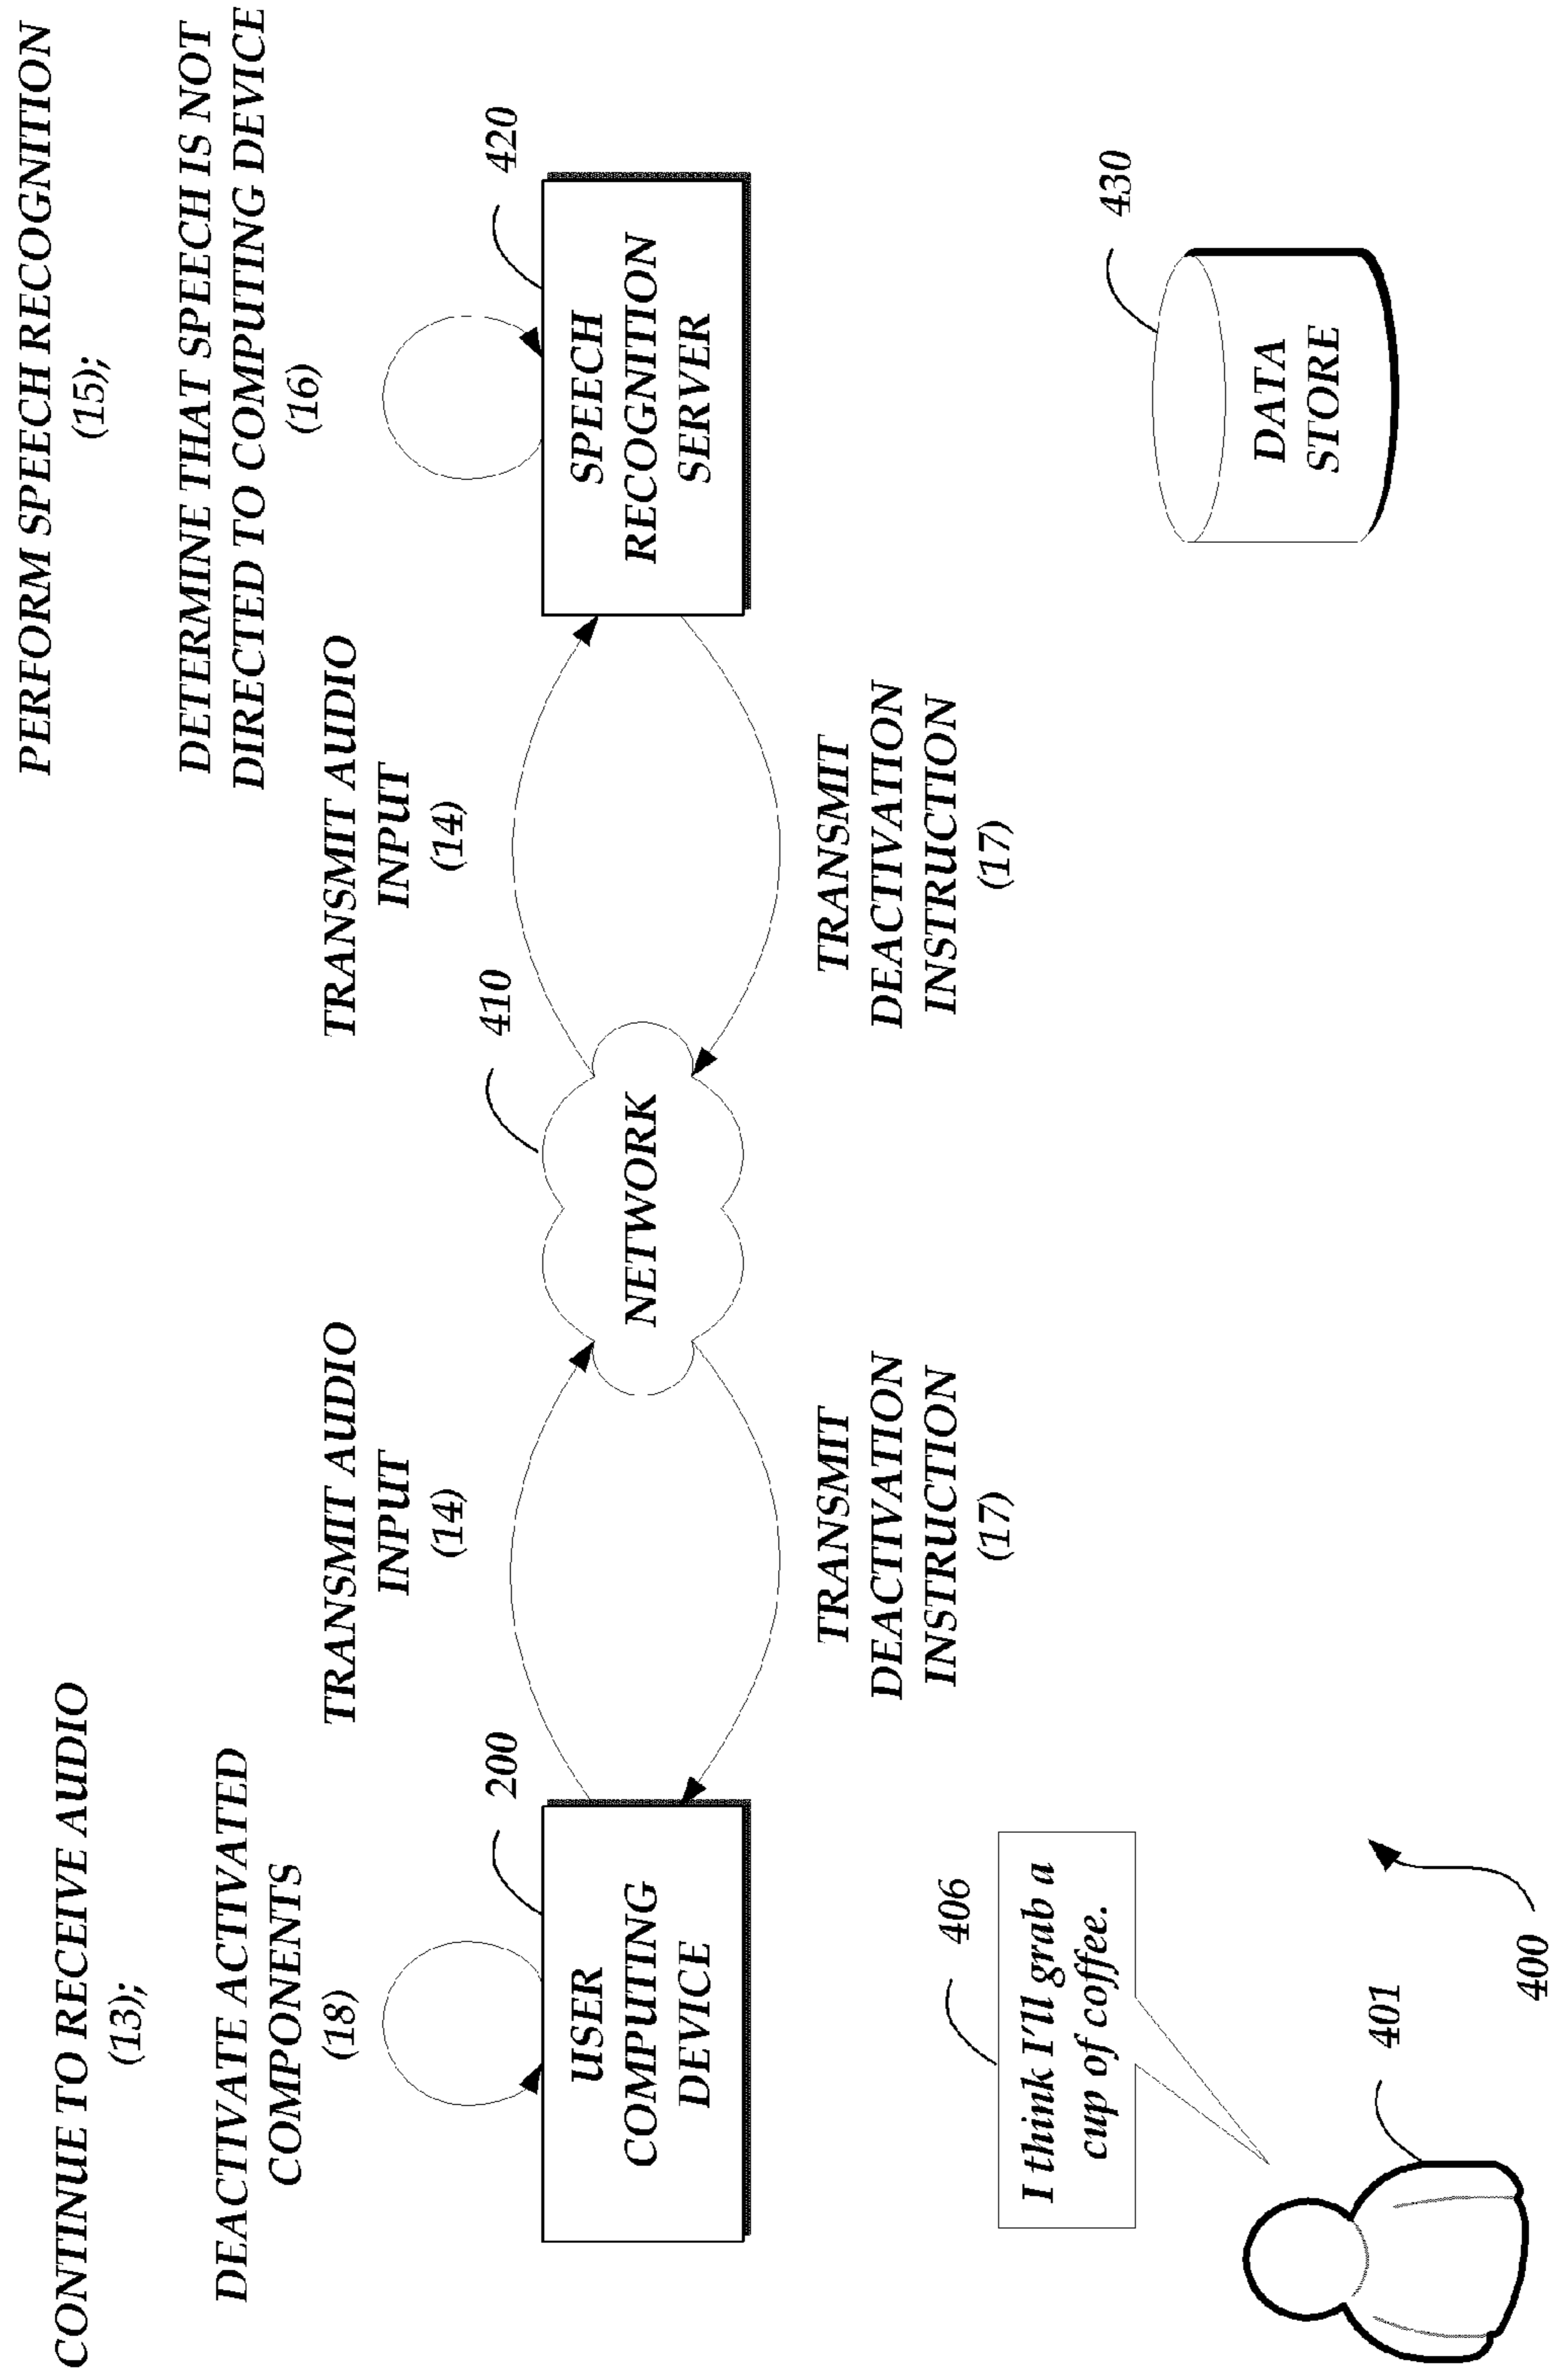 CONTINUE TO RECEIVE AUDIO
(13);
DEACTIVATE ACTIVATED
COMPONENTS
(18)
PERFORM SPEECH RECOGNITION
(15);
DETERMINE THAT SPEECH IS NOT
DIRECTED TO COMPUTING DEVICE
(16)
TRANSMIT AUDIO
INPUT
(14)
TRANSMIT AUDIO
INPUT
(14)
200
410
420
USER
COMPUTING
DEVICE
NETWORK
SPEECH
RECOGNITION
SERVER
TRANSMIT
DEACTIVATION
INSTRUCTION
(17)
TRANSMIT
DEACTIVATION
INSTRUCTION
(17)
406
I think I'll grab a
cup of coffee.
430
DATA
STORE
401
400